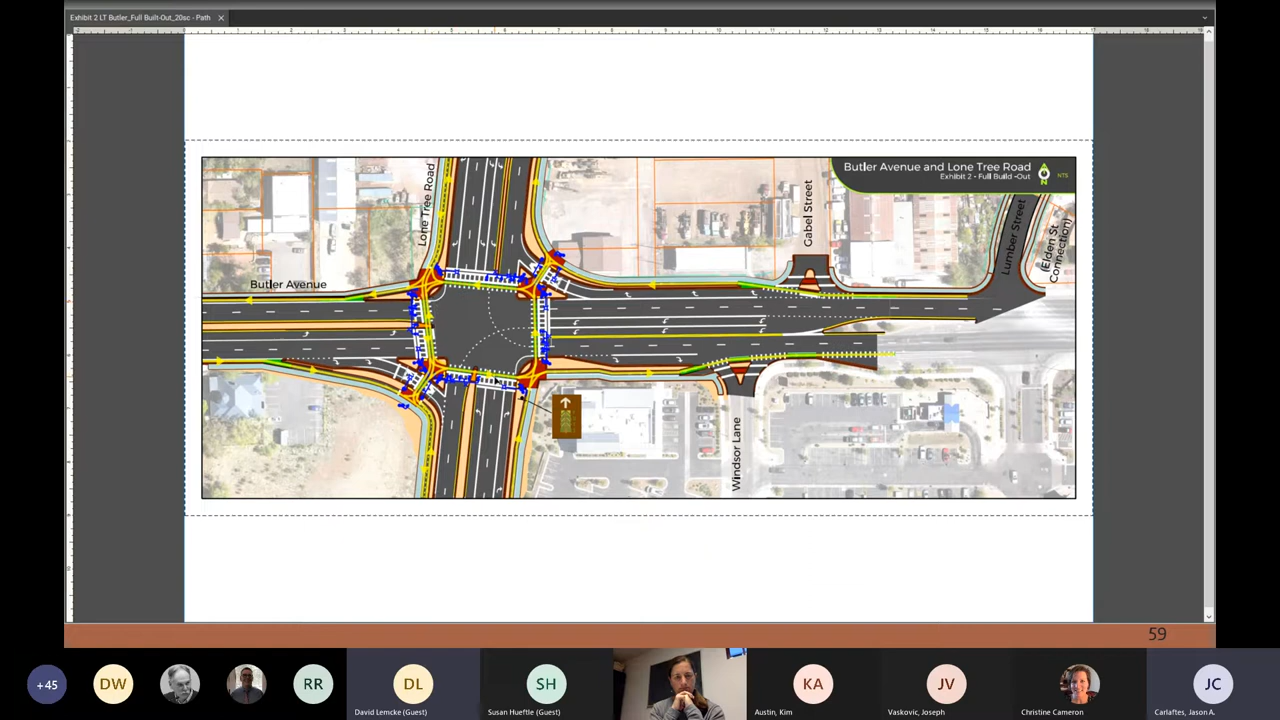 Exhibit 2 LT Butler_Full Built-Out_20sc - Path
Butler Avenue and Lone Tree Road
Exhibit 2 - Full Build -Out
N
NTS
Lone Tree Road
Gabel Street
Lumber Street
(Elden St.
Connection)
Butler Avenue
Windsor Lane
59
+45
DW
RR
DL
David Lemcke (Guest)
SH
Susan Hueftle (Guest)
KA
Austin, Kim
JV
Vaskovic, Joseph
Christine Cameron
JC
Carlaftes, Jason A.